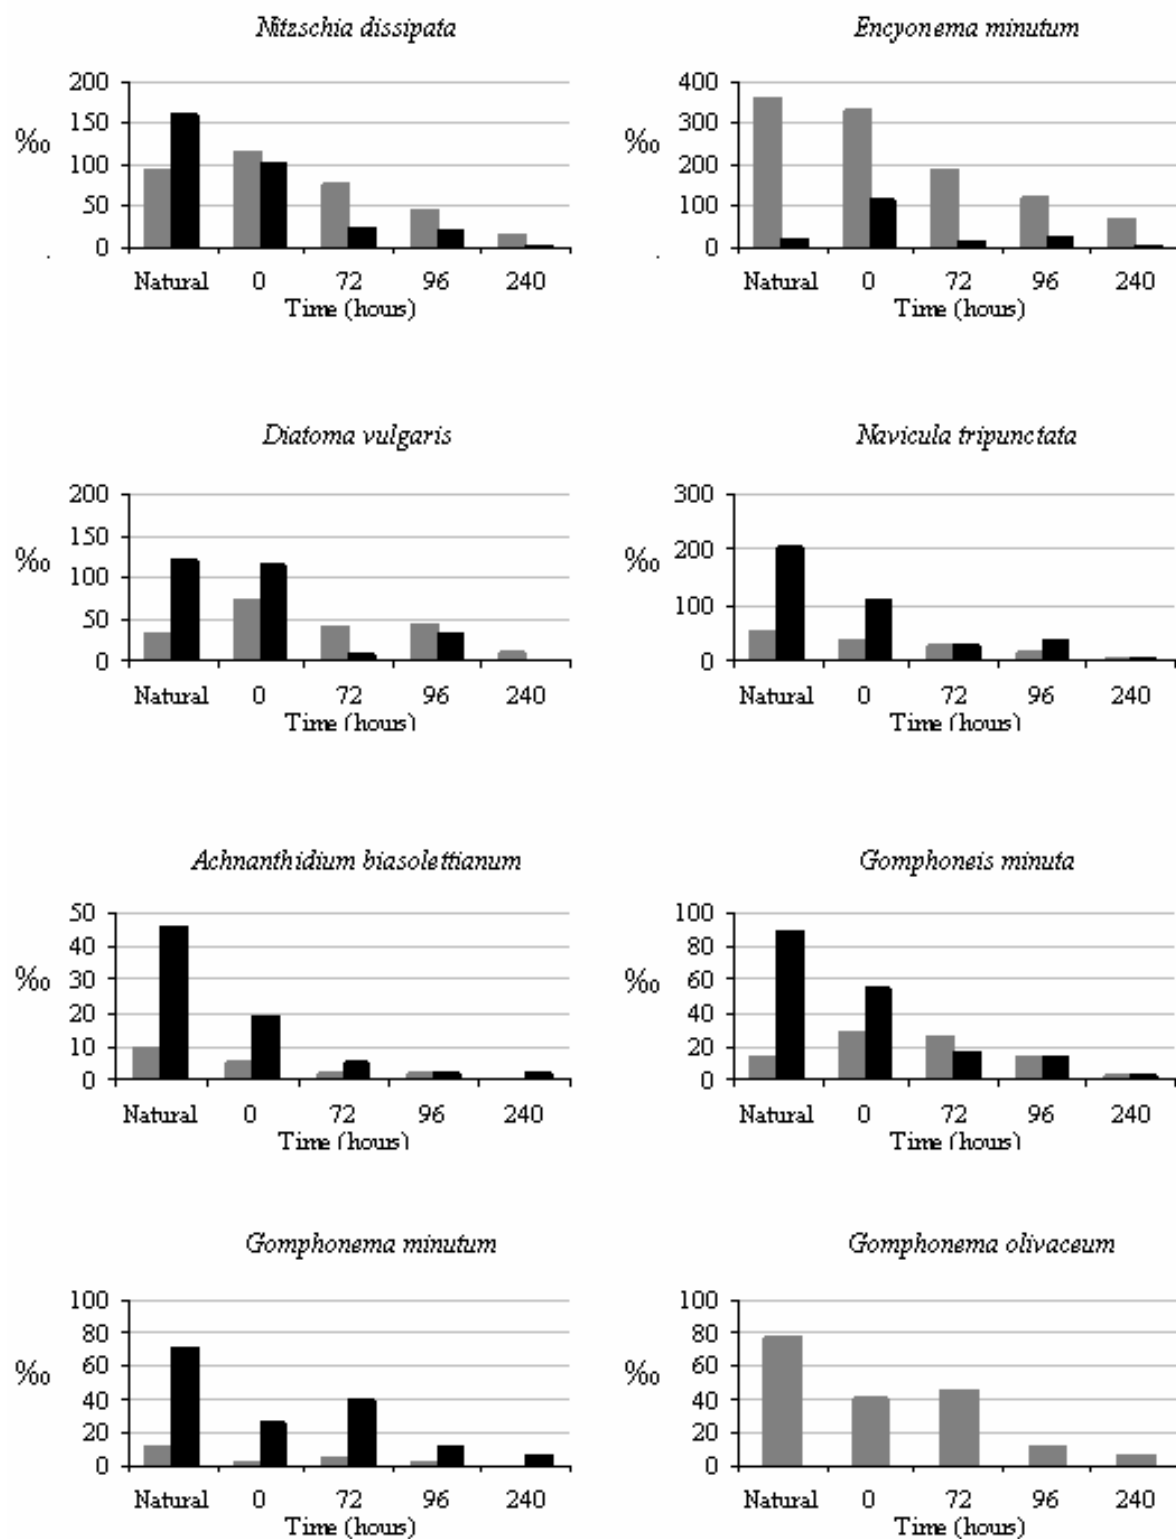 Nitzschia dissipata
200
150
‰
100
50
0
Natural 0 72 96 240
Time (hours)
Encyonema minutum
400
300
‰
200
100
0
Natural 0 72 96 240
Time (hours)
Diatoma vulgaris
200
150
‰
100
50
0
Natural 0 72 96 240
Time (hours)
Navicula tripunctata
300
200
‰
100
0
Natural 0 72 96 240
Time (hours)
Achnanthidium biasolettianum
50
40
30
‰
20
10
0
Natural 0 72 96 240
Time (hours)
Gomphoneis minuta
100
80
60
‰
40
20
0
Natural 0 72 96 240
Time (hours)
Gomphonema minutum
100
80
60
‰
40
20
0
Natural 0 72 96 240
Time (hours)
Gomphonema olivaceum
100
80
60
‰
40
20
0
Natural 0 72 96 240
Time (hours)